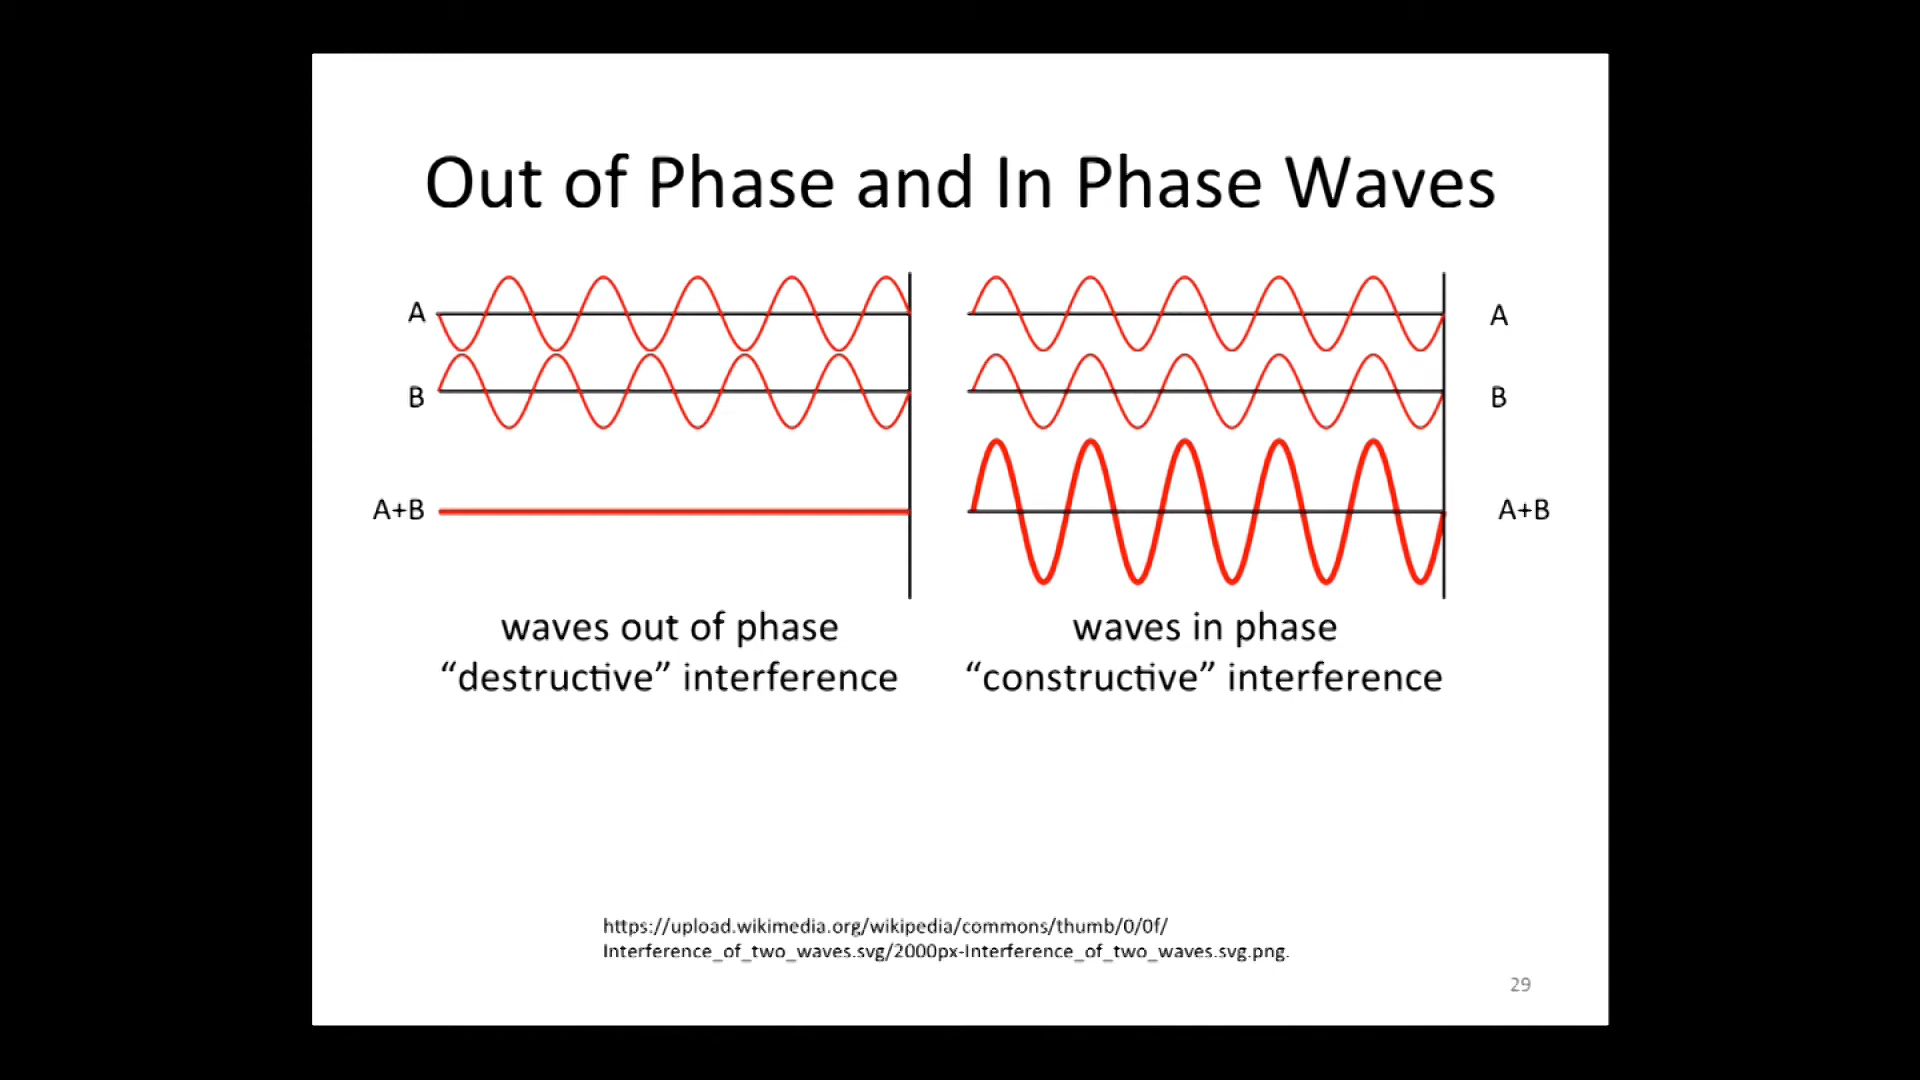 Out of Phase and In Phase Waves
A
B
A+B
A
B
A+B
waves out of phase
“destructive” interference
waves in phase
“constructive” interference
https://upload.wikimedia.org/wikipedia/commons/thumb/0/0f/
Interference_of_two_waves.svg/2000px-Interference_of_two_waves.svg.png.
29